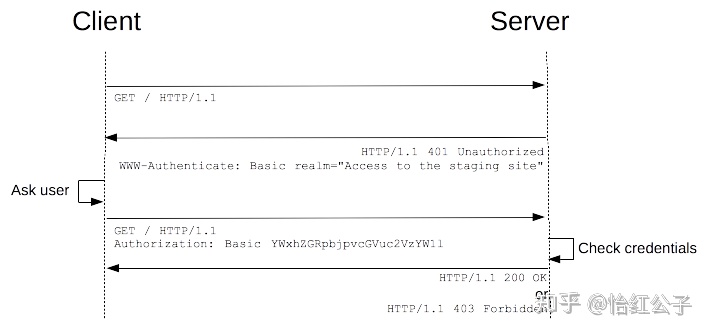 Client
Server
GET / HTTP/1.1
HTTP/1.1 401 Unauthorized
WWW-Authenticate: Basic realm="Access to the staging site"
Ask user
GET / HTTP/1.1
Authorization: Basic YWxhZGRpbjpvcGVuc2VzYW1l
Check credentials
HTTP/1.1 200 OK
or
HTTP/1.1 403 Forbidden
知乎 @怡红公子